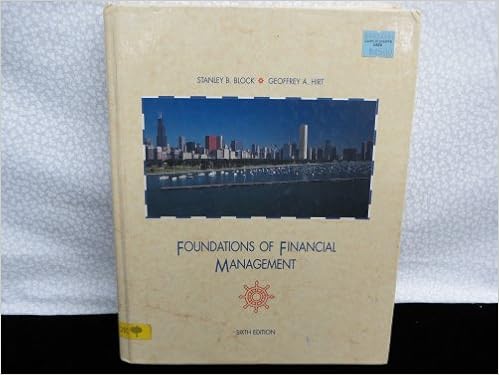 STANLEY B. BLOCK GEOFFREY A. HIRT
FOUNDATIONS OF FINANCIAL
MANAGEMENT
SIXTH EDITION